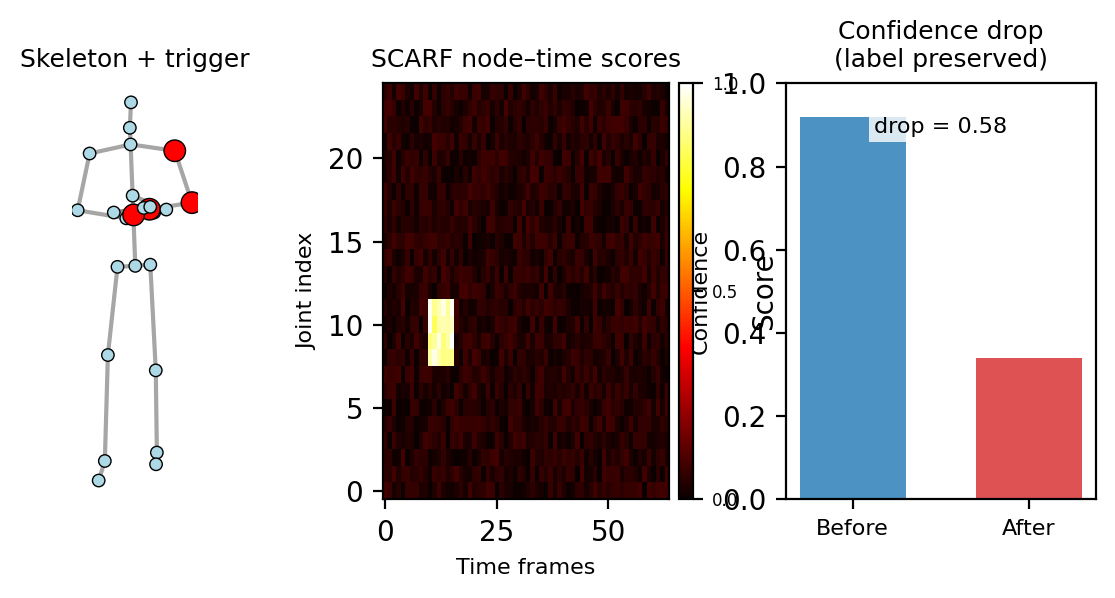 Skeleton + trigger
SCARF node–time scores
Confidence drop
(label preserved)
Joint index
20
15
10
5
0
0
25
50
Time frames
1.0
0.5
0.0
Score
Confidence
1.0
0.8
0.6
0.4
0.2
0.0
drop = 0.58
Before
After